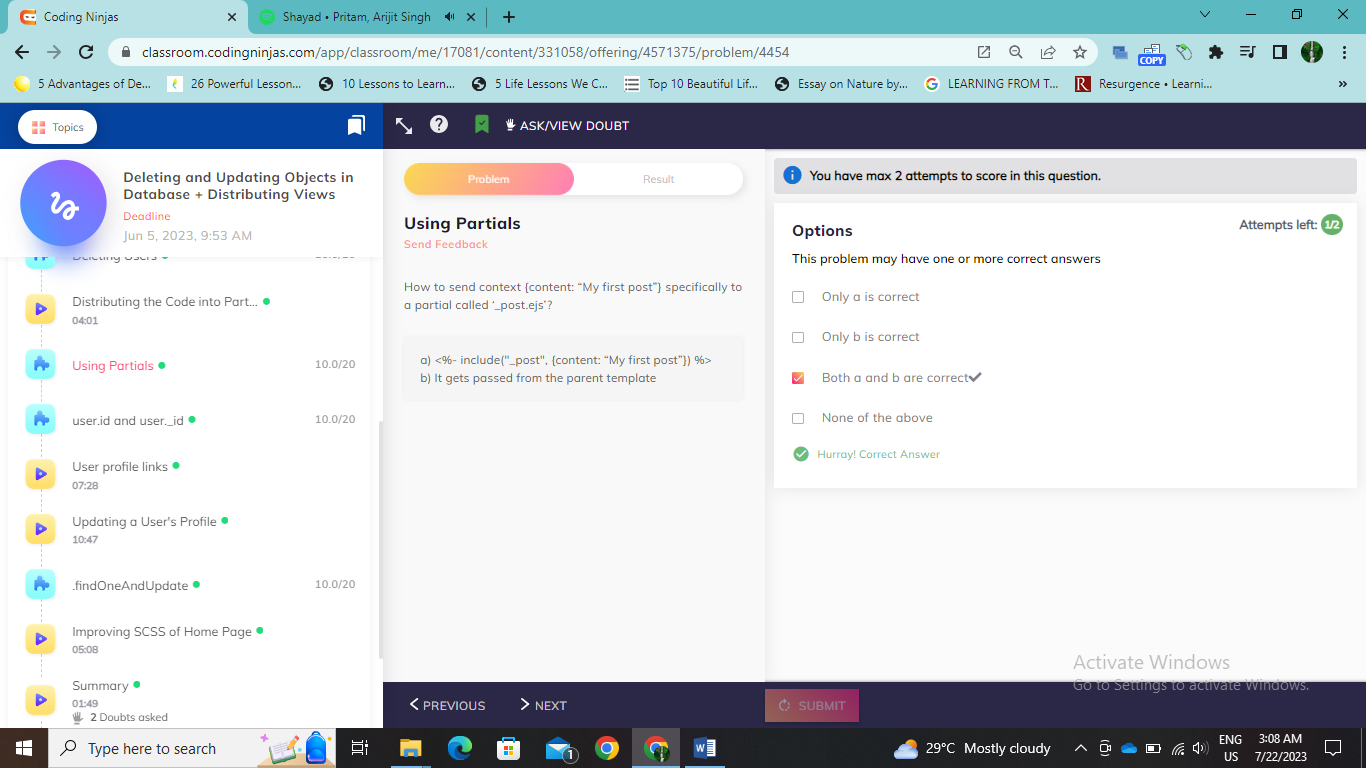 Coding Ninjas
Shayad • Pritam, Arijit Singh
classroom.codingninjas.com/app/classroom/me/17081/content/331058/offering/4571375/problem/4454
COPY
5 Advantages of De...
26 Powerful Lesson...
10 Lessons to Learn...
5 Life Lessons We C...
Top 10 Beautiful Lif...
Essay on Nature by...
LEARNING FROM T...
Resurgence • Learni...
»
Topics
ASK/VIEW DOUBT
Deleting and Updating Objects in
Database + Distributing Views
Deadline
Jun 5, 2023, 9:53 AM
Deleting Users
Distributing the Code into Part...
04:01
Using Partials 10.0/20
user.id and user._id 10.0/20
User profile links
07:28
Updating a User's Profile
10:47
.findOneAndUpdate 10.0/20
Improving SCSS of Home Page
05:08
Summary
01:49
2 Doubts asked
Problem
Result
Using Partials
Send Feedback
How to send context {content: “My first post”} specifically to
a partial called ‘_post.ejs’?
a) <%- include("_post", {content: “My first post”}) %>
b) It gets passed from the parent template
You have max 2 attempts to score in this question.
Options
Attempts left: 1/2
This problem may have one or more correct answers
Only a is correct
Only b is correct
Both a and b are correct
None of the above
Hurray! Correct Answer
Activate Windows
Go to Settings to activate Windows.
PREVIOUS
NEXT
SUBMIT
Type here to search
1
29°C Mostly cloudy
ENG
US
3:08 AM
7/22/2023